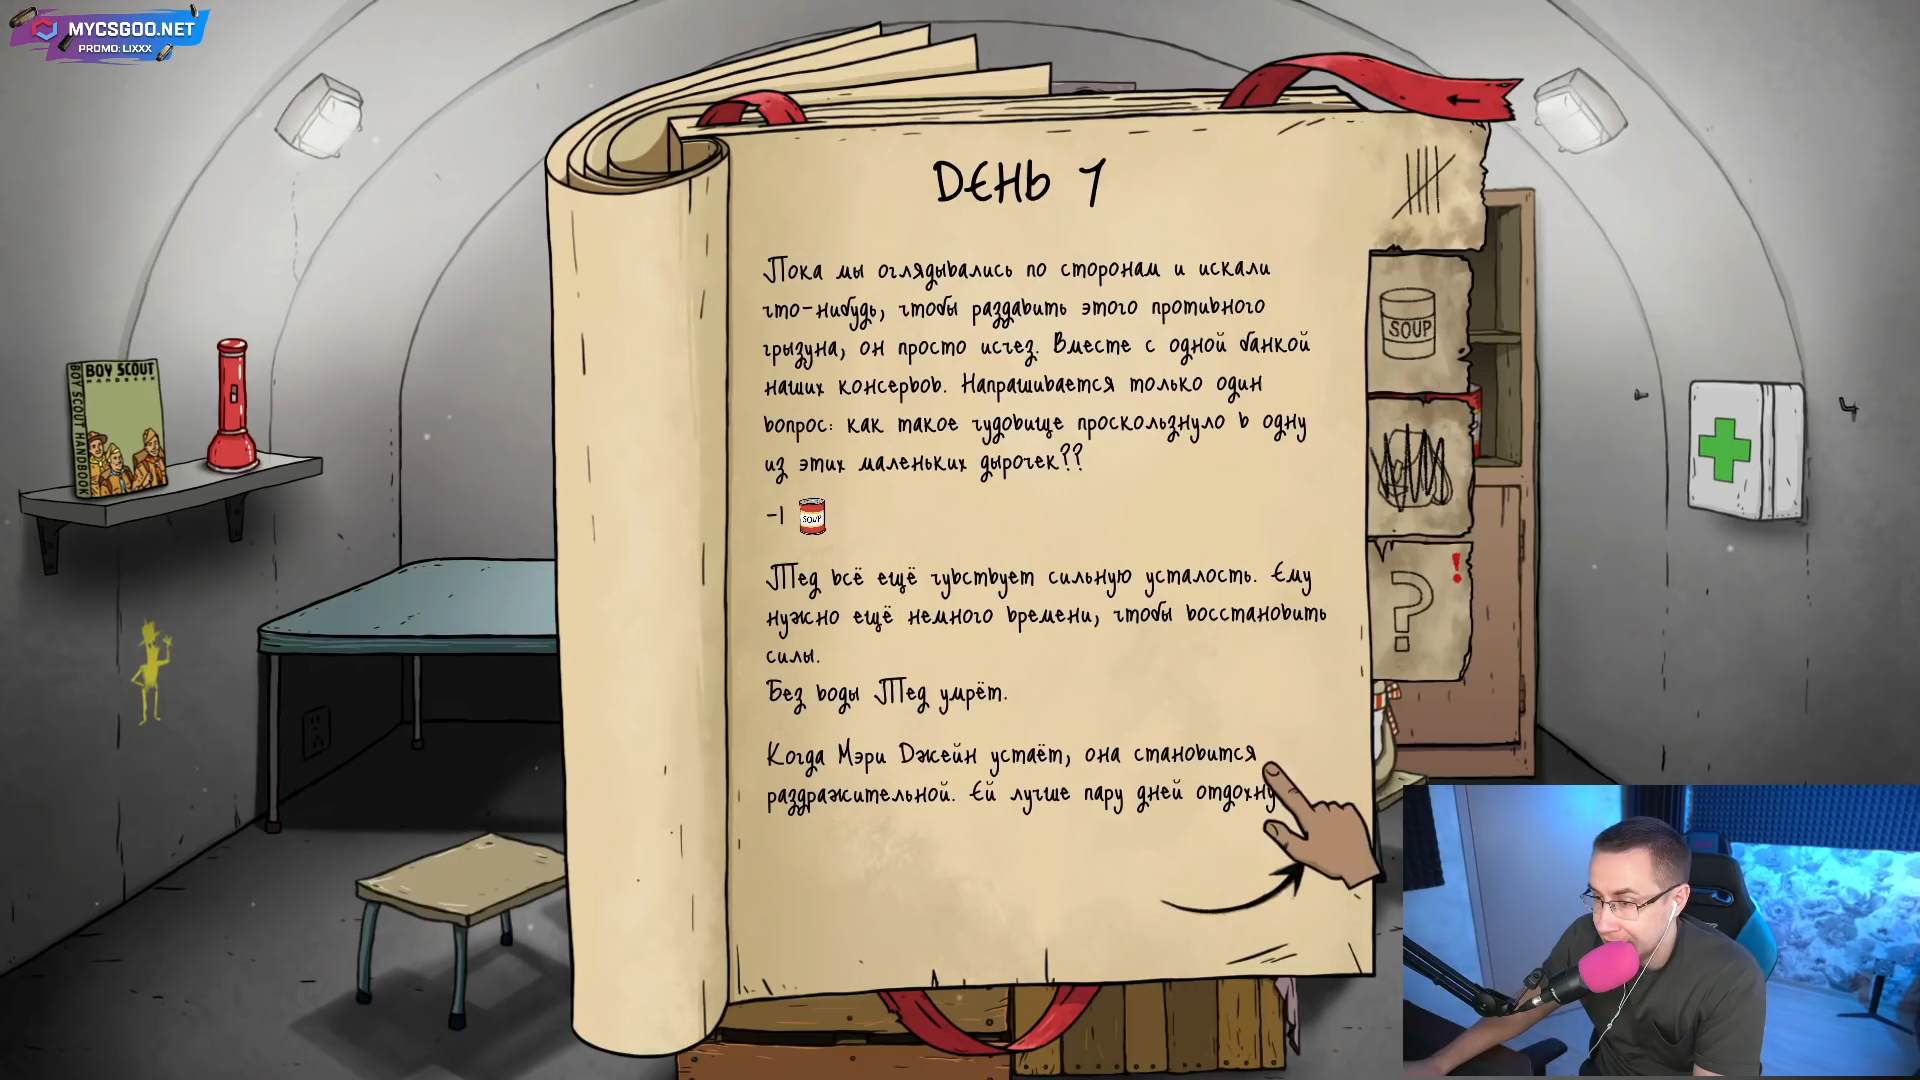 MYCSGOO.NET
PROMO: LIXXX
BOY SCOUT
HANDBOOK
BOY SCOUT HANDBOOK
ДЕНЬ 7
Пока мы оглядывались по сторонам и искали
что-нибудь, чтобы раздавить этого противного
грызуна, он просто исчез. Вместе с одной банкой
наших консервов. Напрашивается только один
вопрос: как такое чудовище проскользнуло в одну
из этих маленьких дырочек??
-1 SOUP
Тед всё ещё чувствует сильную усталость. Ему
нужно ещё немного времени, чтобы восстановить
силы.
Без воды Тед умрёт.
Когда Мэри Джейн устаёт, она становится
раздражительной. Ей лучше пару дней отдохну
SOUP
?
!